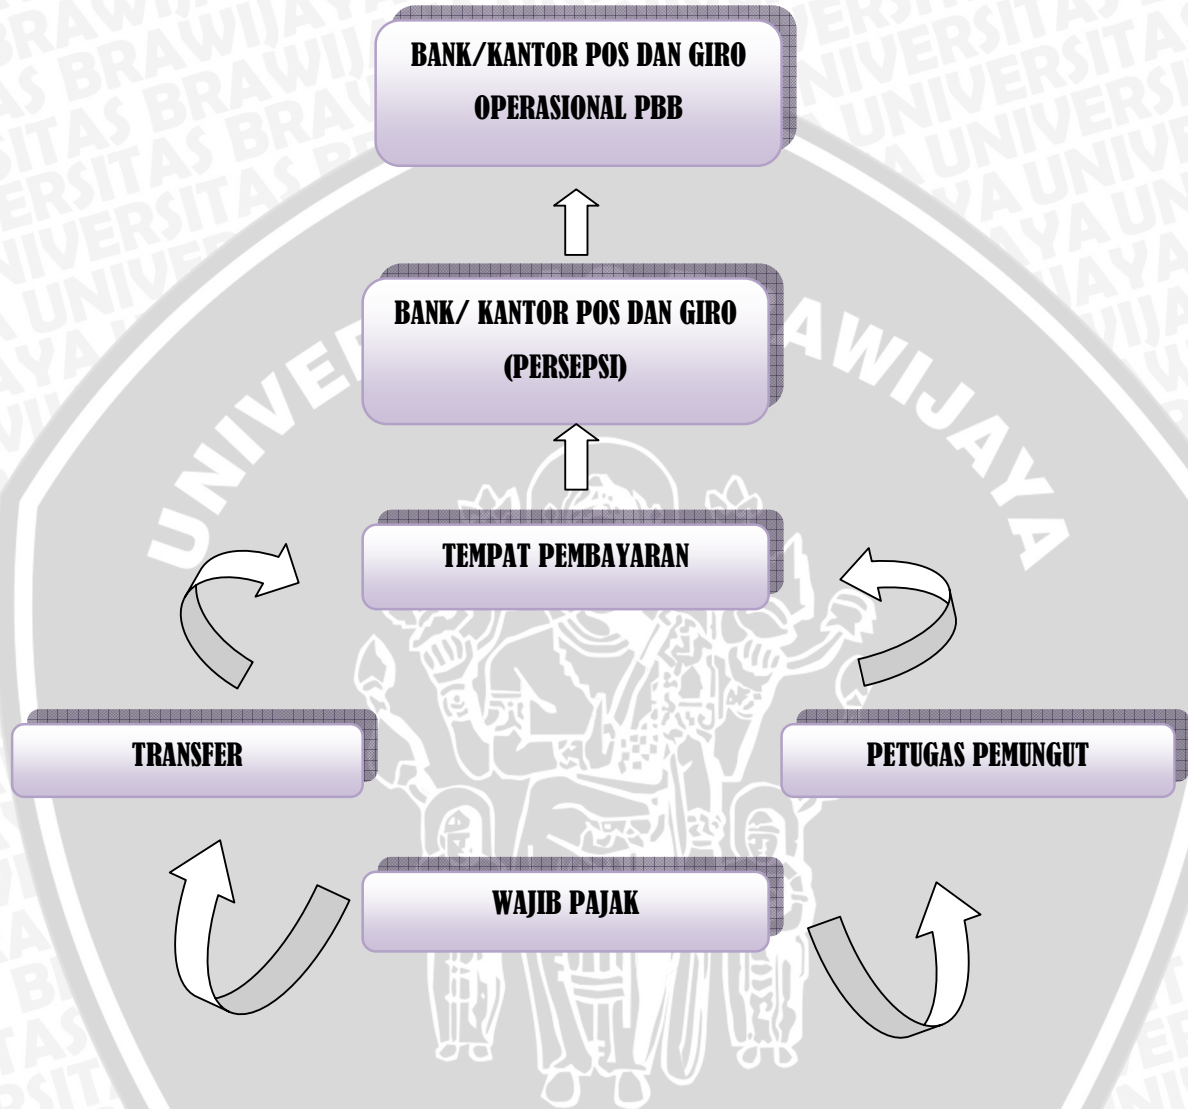 BANK/KANTOR POS DAN GIRO
OPERASIONAL PBB
BANK/ KANTOR POS DAN GIRO
(PERSEPSI)
TEMPAT PEMBAYARAN
TRANSFER
PETUGAS PEMUNGUT
WAJIB PAJAK